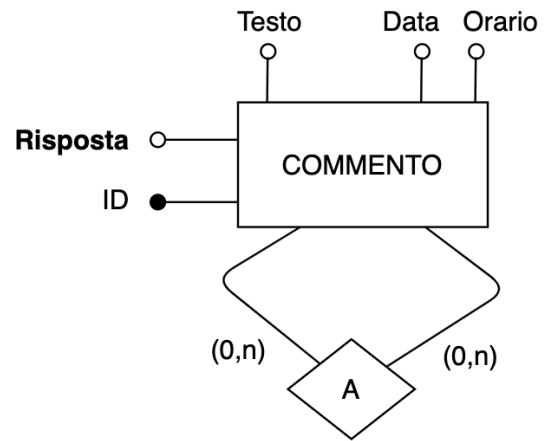 Testo
Data
Orario
Risposta
COMMENTO
ID
(0,n)
(0,n)
A